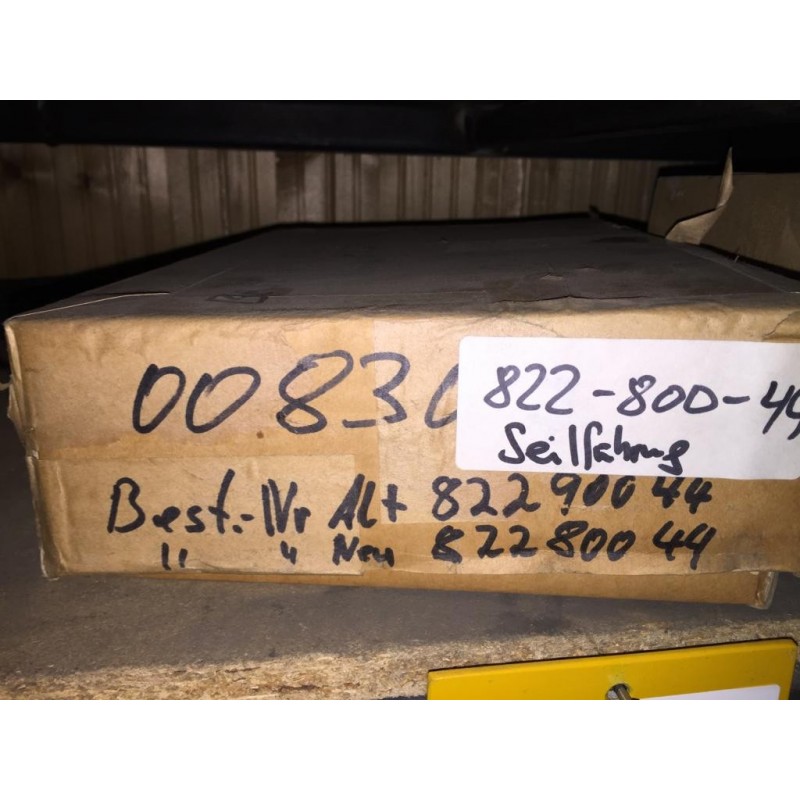 00830
822-800-44
Seilführung
Best.-Nr Alt 82290044
" " Neu 82280044